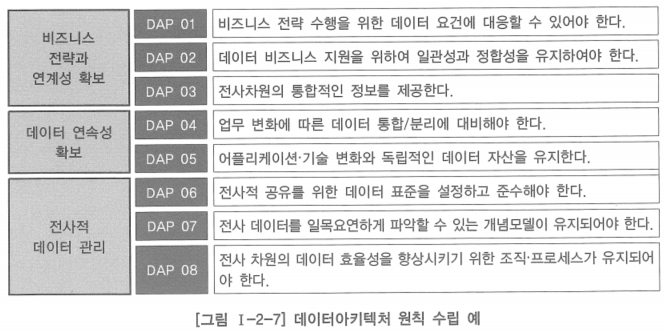 비즈니스
전략과
연계성 확보
DAP 01
비즈니스 전략 수행을 위한 데이터 요건에 대응할 수 있어야 한다.
DAP 02
데이터 비즈니스 지원을 위하여 일관성과 정합성을 유지하여야 한다.
DAP 03
전사차원의 통합적인 정보를 제공한다.
데이터 연속성
확보
DAP 04
업무 변화에 따른 데이터 통합/분리에 대비해야 한다.
DAP 05
어플리케이션·기술 변화와 독립적인 데이터 자산을 유지한다.
전사적
데이터 관리
DAP 06
전사적 공유를 위한 데이터 표준을 설정하고 준수해야 한다.
DAP 07
전사 데이터를 일목요연하게 파악할 수 있는 개념모델이 유지되어야 한다.
DAP 08
전사 차원의 데이터 효율성을 향상시키기 위한 조직·프로세스가 유지되어
야 한다.
[그림 Ⅰ-2-7] 데이터아키텍처 원칙 수립 예